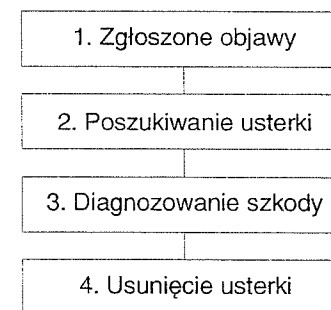 1. Zgłoszone objawy
2. Poszukiwanie usterki
3. Diagnozowanie szkody
4. Usunięcie usterki